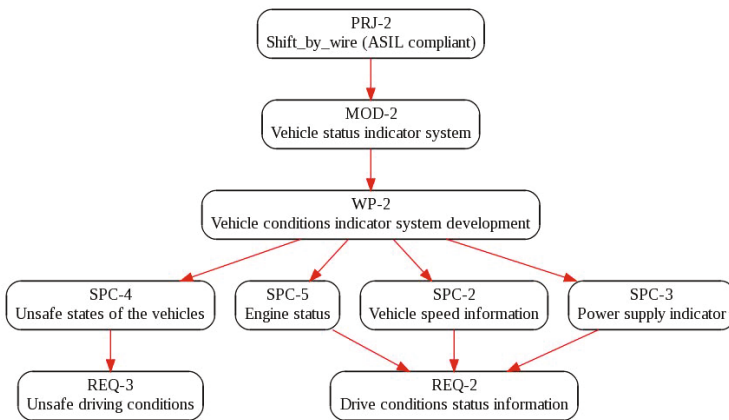 PRJ-2
Shift_by_wire (ASIL compliant)
MOD-2
Vehicle status indicator system
WP-2
Vehicle conditions indicator system development
SPC-4
Unsafe states of the vehicles
SPC-5
Engine status
SPC-2
Vehicle speed information
SPC-3
Power supply indicator
REQ-3
Unsafe driving conditions
REQ-2
Drive conditions status information